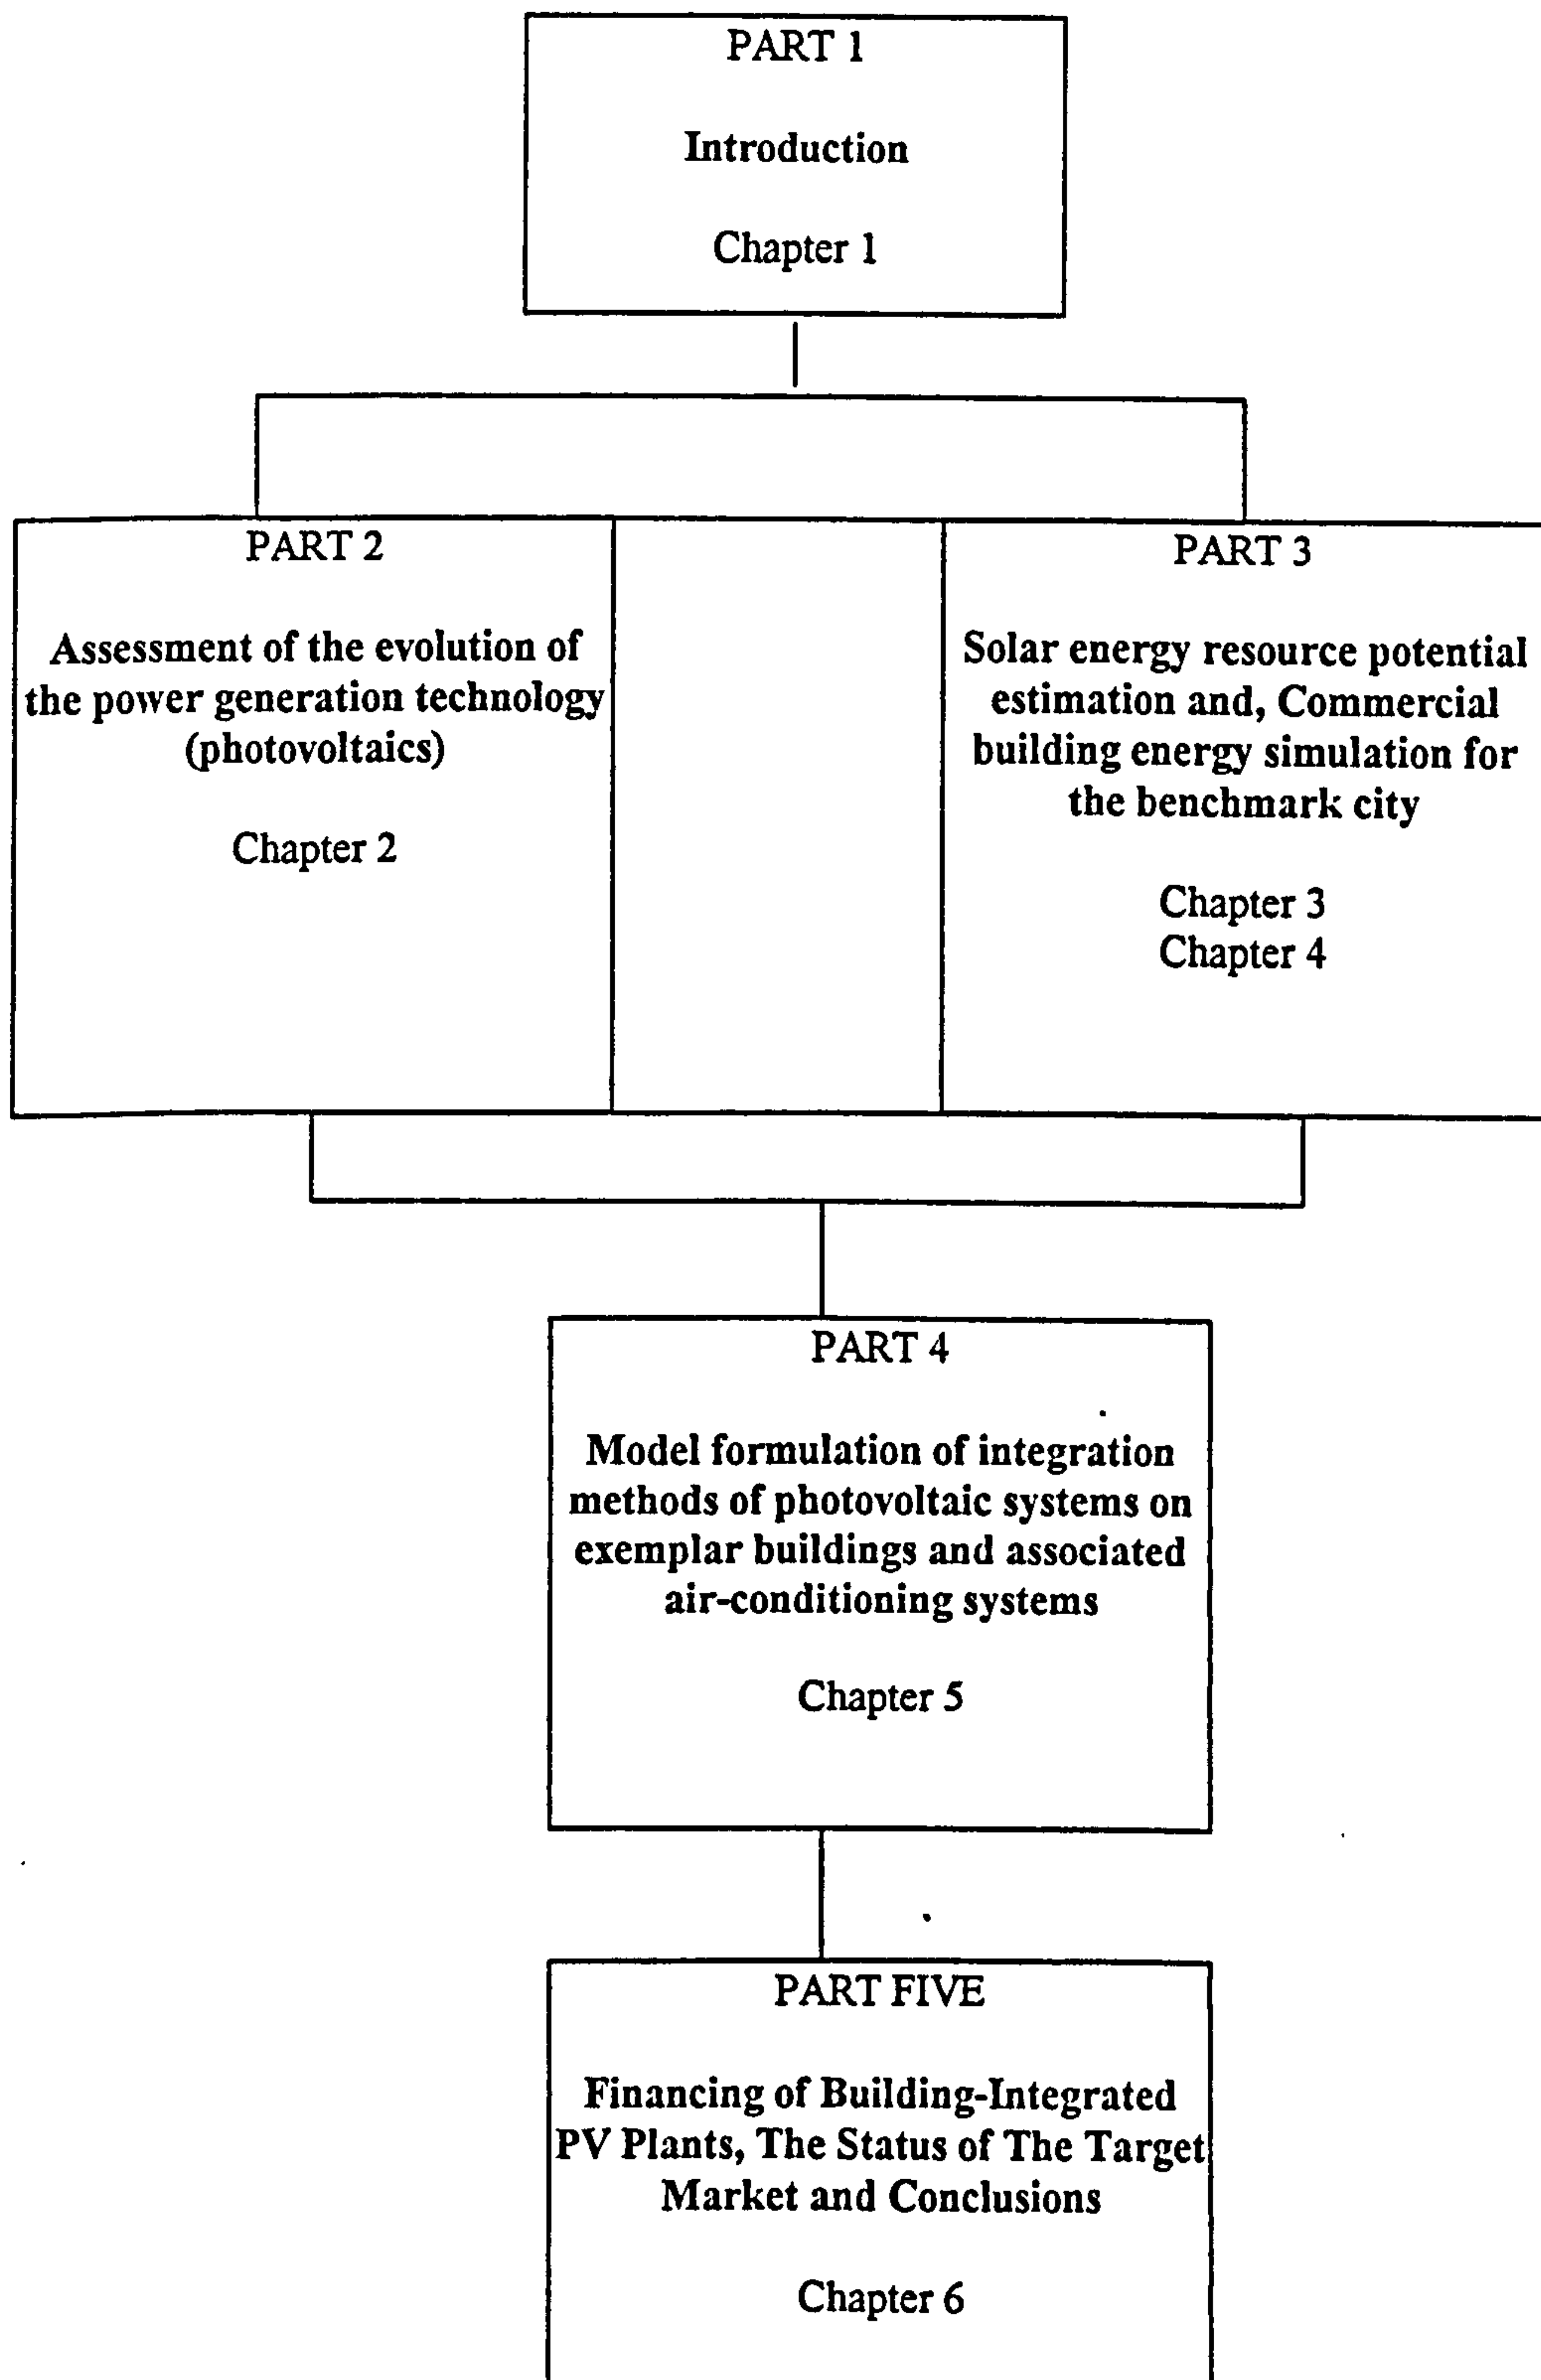 PART 1
Introduction
Chapter 1
PART 2
Assessment of the evolution of
the power generation technology
(photovoltaics)
Chapter 2
PART 3
Solar energy resource potential
estimation and, Commercial
building energy simulation for
the benchmark city
Chapter 3
Chapter 4
PART 4
Model formulation of integration
methods of photovoltaic systems on
exemplar buildings and associated
air-conditioning systems
Chapter 5
PART FIVE
Financing of Building-Integrated
PV Plants, The Status of The Target
Market and Conclusions
Chapter 6